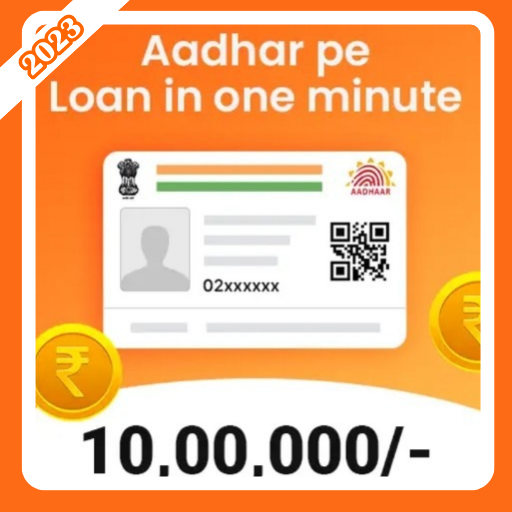 2023
Aadhar pe
Loan in one minute
AADHAAR
02xxxxxx
₹
₹
10,00,000/-